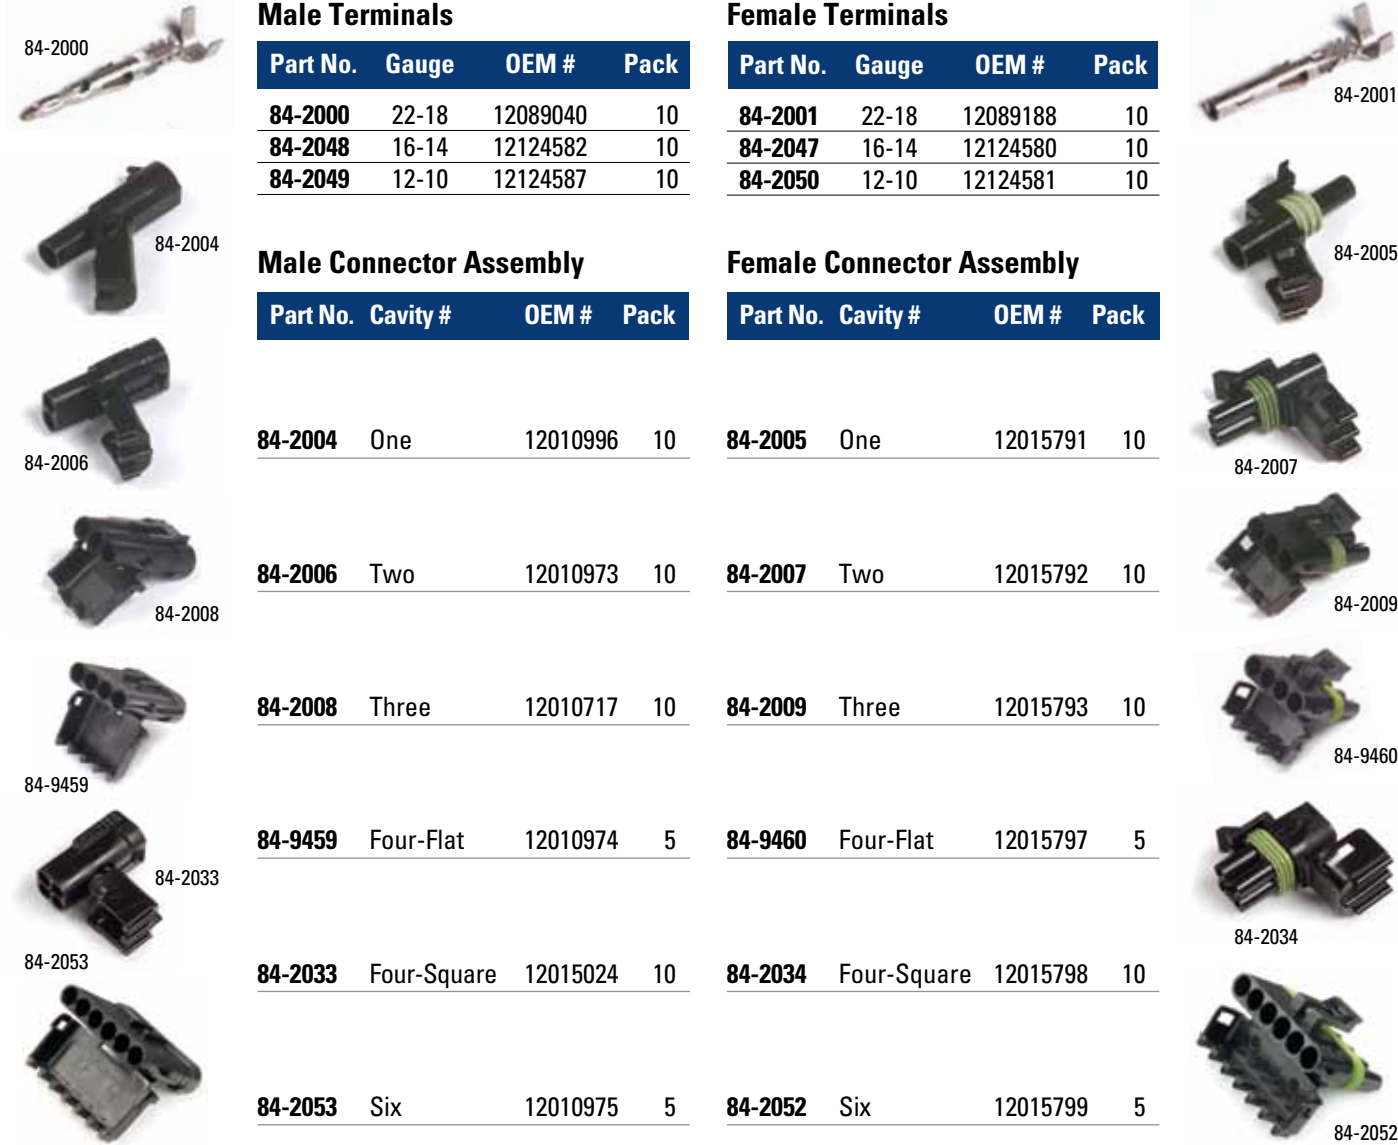 84-2000
84-2004
84-2006
84-2008
84-9459
84-2033
84-2053
Male Terminals
Part No. Gauge OEM # Pack
84-2000 22-18 12089040 10
84-2048 16-14 12124582 10
84-2049 12-10 12124587 10
Male Connector Assembly
Part No. Cavity # OEM # Pack
84-2004 One 12010996 10
84-2006 Two 12010973 10
84-2008 Three 12010717 10
84-9459 Four-Flat 12010974 5
84-2033 Four-Square 12015024 10
84-2053 Six 12010975 5
Female Terminals
Part No. Gauge OEM # Pack
84-2001 22-18 12089188 10
84-2047 16-14 12124580 10
84-2050 12-10 12124581 10
Female Connector Assembly
Part No. Cavity # OEM # Pack
84-2005 One 12015791 10
84-2007 Two 12015792 10
84-2009 Three 12015793 10
84-9460 Four-Flat 12015797 5
84-2034 Four-Square 12015798 10
84-2052 Six 12015799 5
84-2001
84-2005
84-2007
84-2009
84-9460
84-2034
84-2052